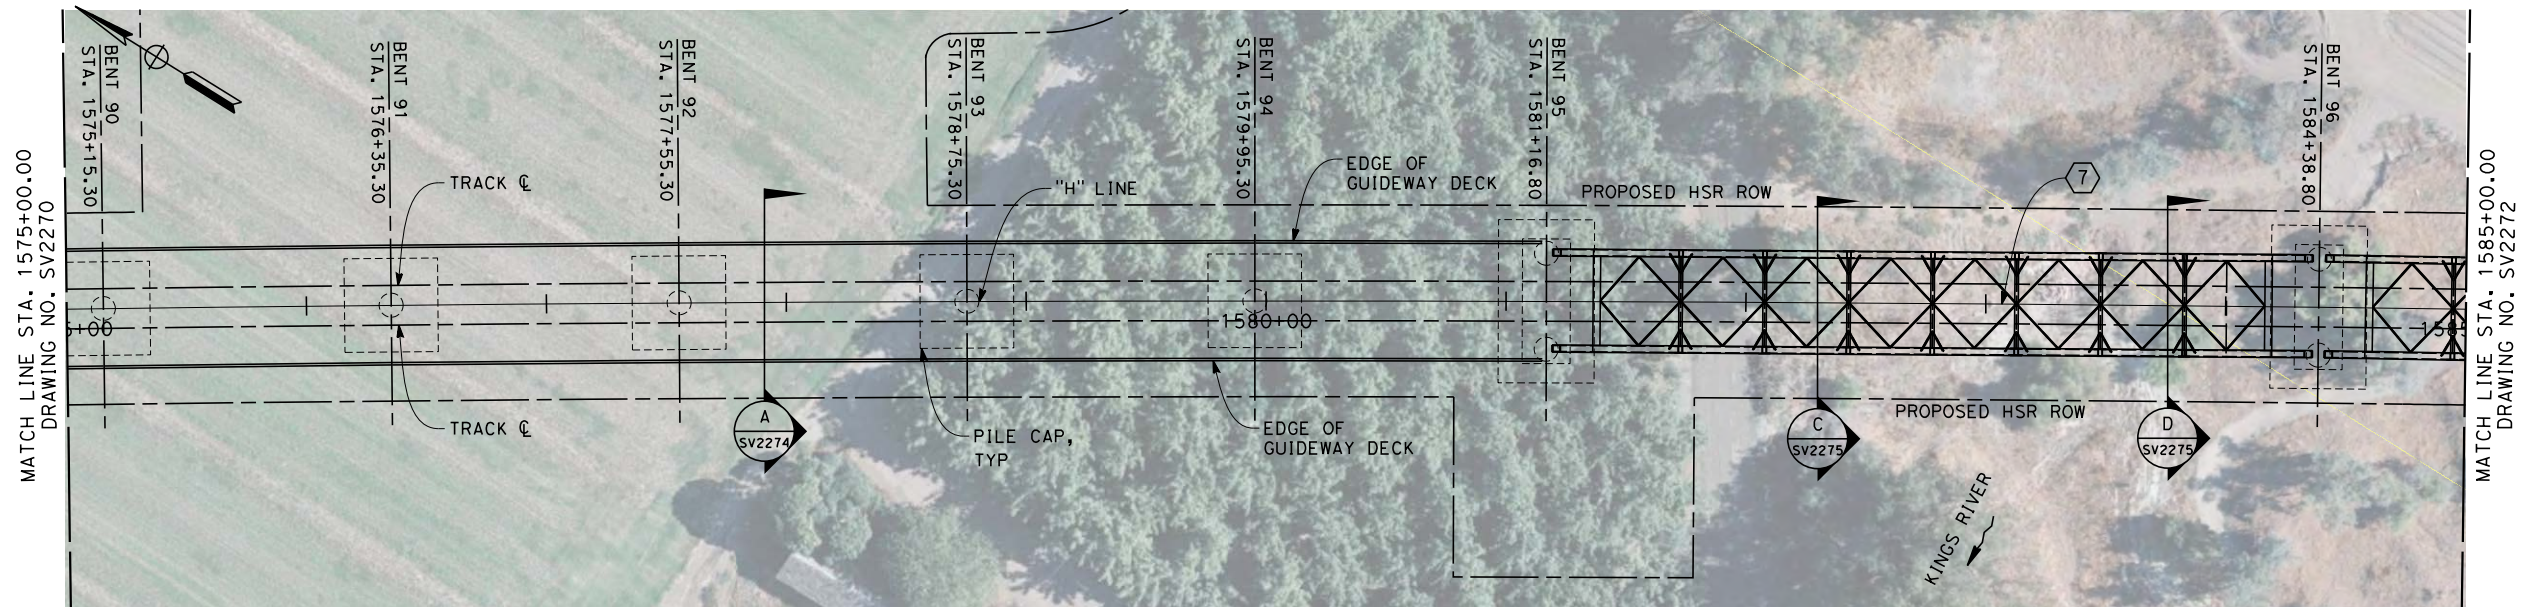 MATCH LINE STA. 1575+00.00
DRAWING NO. SV2270
BENT 90
STA. 1575+15.30
BENT 91
STA. 1576+35.30
BENT 92
STA. 1577+55.30
BENT 93
STA. 1578+75.30
BENT 94
STA. 1579+95.30
BENT 95
STA. 1581+16.80
BENT 96
STA. 1584+38.80
TRACK ℄
"H" LINE
EDGE OF
GUIDEWAY DECK
PROPOSED HSR ROW
7
5+00
1580+00
158
TRACK ℄
A
SV2274
PILE CAP,
TYP
EDGE OF
GUIDEWAY DECK
C
SV2275
PROPOSED HSR ROW
D
SV2275
KINGS RIVER
MATCH LINE STA. 1585+00.00
DRAWING NO. SV2272